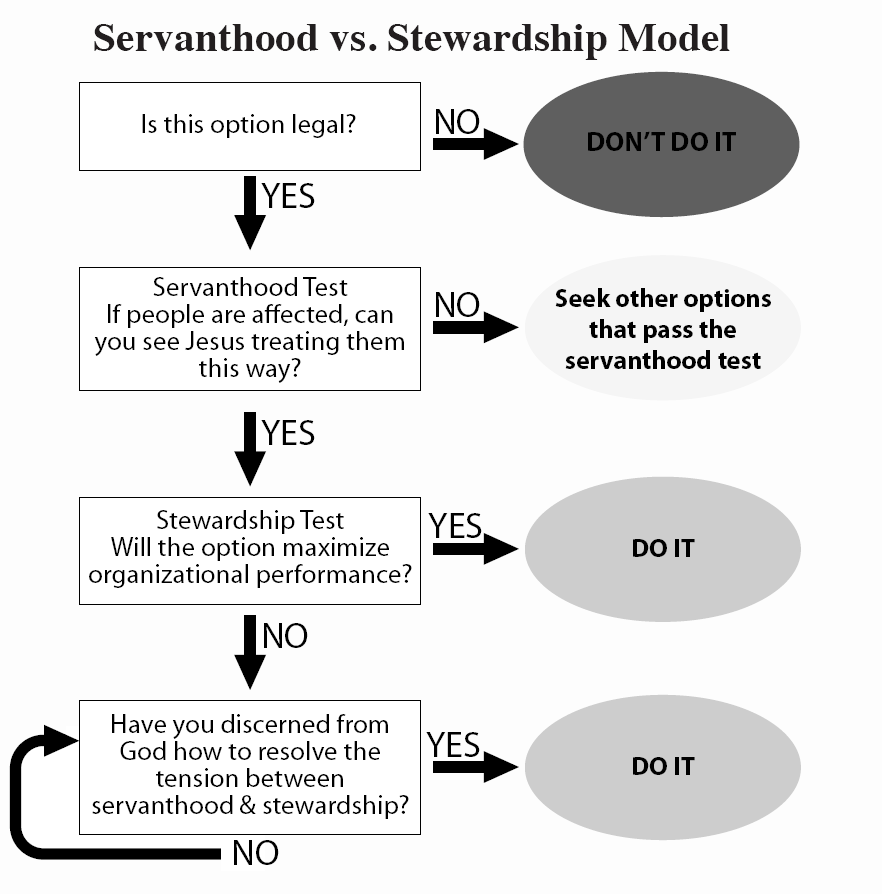 Servanthood vs. Stewardship Model
Is this option legal?
NO
DON'T DO IT
YES
Servanthood Test
If people are affected, can
you see Jesus treating them
this way?
NO
Seek other options
that pass the
servanthood test
YES
Stewardship Test
Will the option maximize
organizational performance?
YES
DO IT
NO
Have you discerned from
God how to resolve the
tension between
servanthood & stewardship?
YES
DO IT
NO